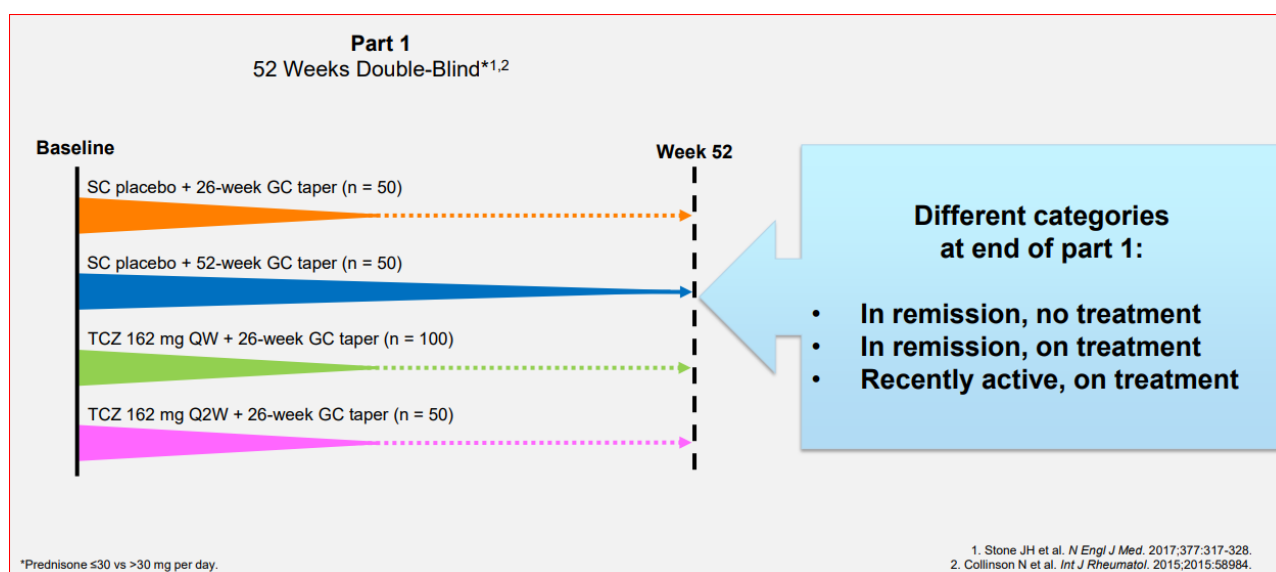 Part 1
52 Weeks Double-Blind*1,2
Baseline
Week 52
SC placebo + 26-week GC taper (n = 50)
SC placebo + 52-week GC taper (n = 50)
TCZ 162 mg QW + 26-week GC taper (n = 100)
TCZ 162 mg Q2W + 26-week GC taper (n = 50)
Different categories
at end of part 1:
• In remission, no treatment
• In remission, on treatment
• Recently active, on treatment
*Prednisone ≤30 vs >30 mg per day.
1. Stone JH et al. N Engl J Med. 2017;377:317-328.
2. Collinson N et al. Int J Rheumatol. 2015;2015:58984.